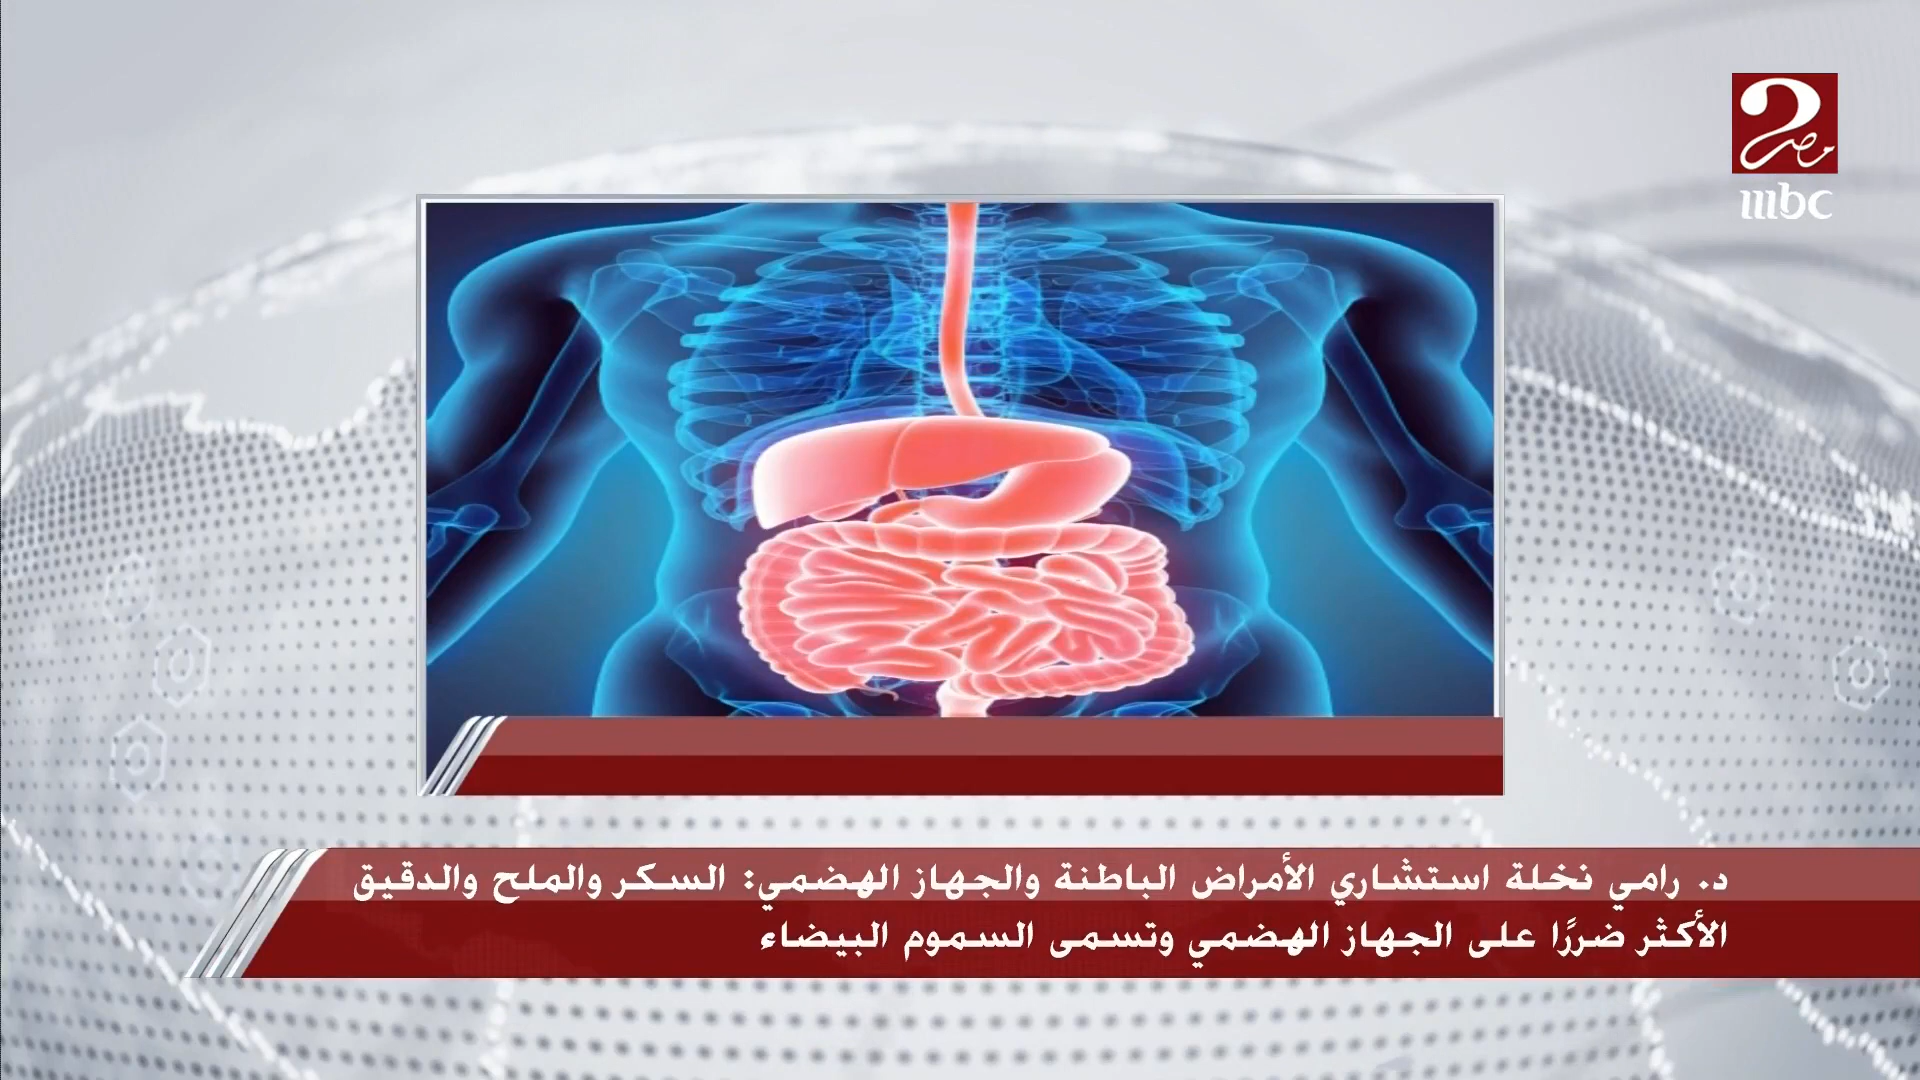 مصر
2
mbc
د. رامي نخلة استشاري الأمراض الباطنة والجهاز الهضمي: السكر والملح والدقيق
الأكثر ضررًا على الجهاز الهضمي وتسمى السموم البيضاء